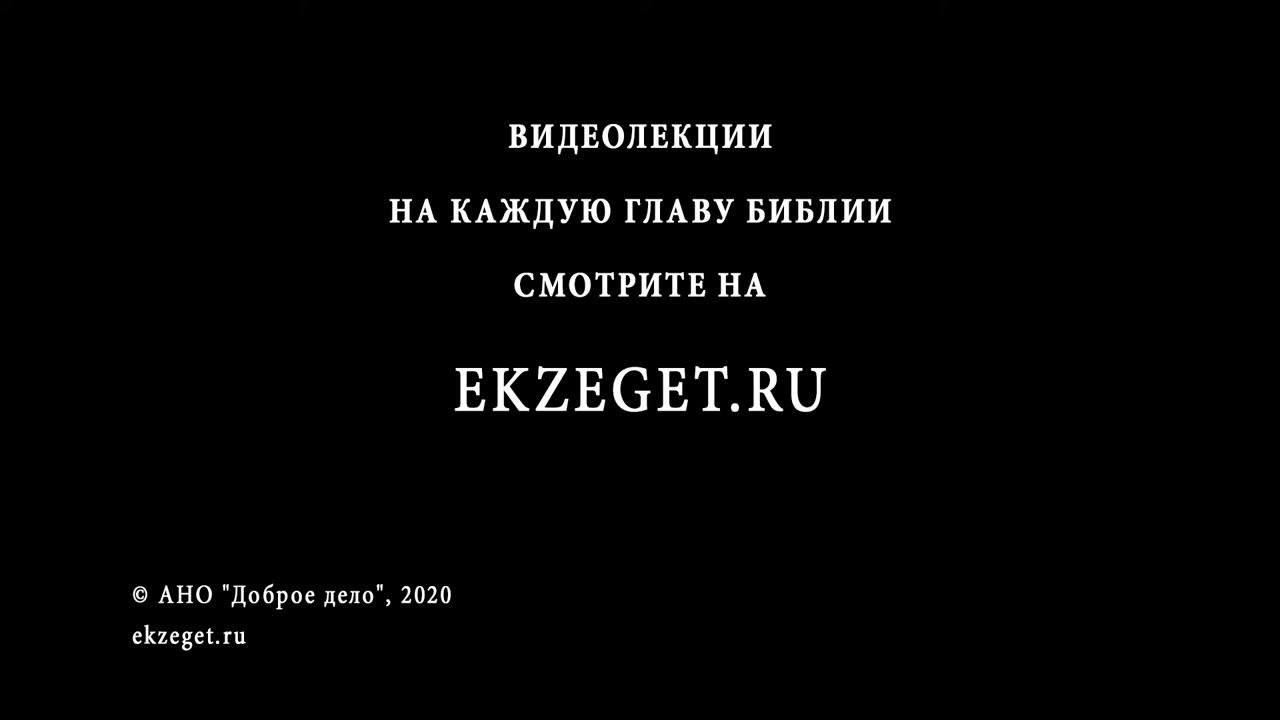 ВИДЕОЛЕКЦИИ
НА КАЖДУЮ ГЛАВУ БИБЛИИ
СМОТРИТЕ НА
EKZEGET.RU
© АНО "Доброе дело", 2020
ekzeget.ru